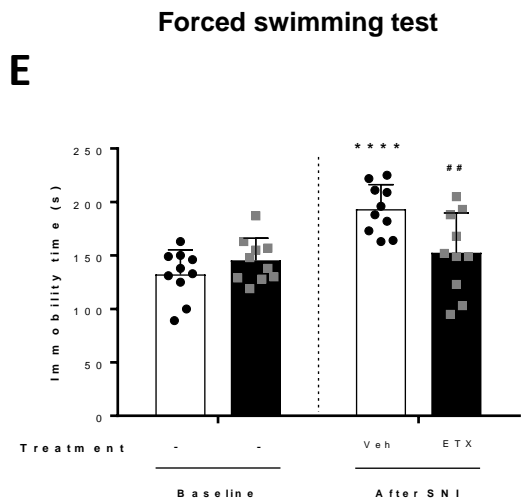 Forced swimming test
E
****
##
Immobility time (s)
250
200
150
100
50
0
Treatment - - Veh ETX
Baseline After SNI